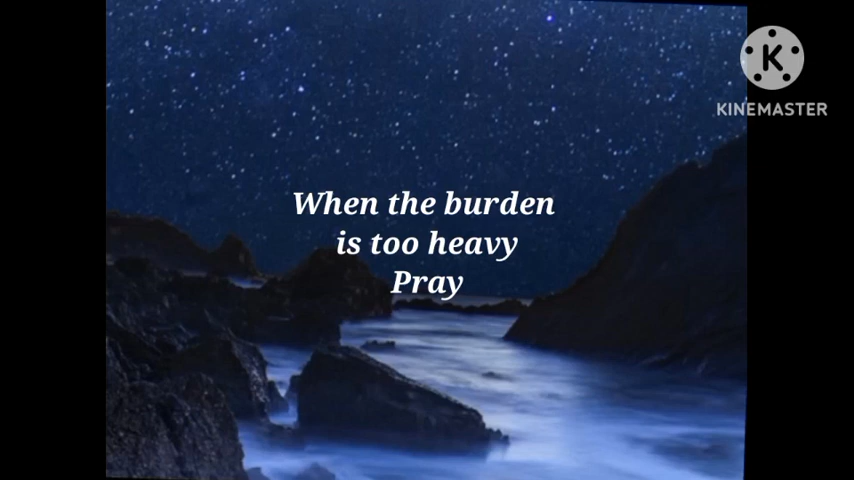 K
KINEMASTER
When the burden
is too heavy
Pray